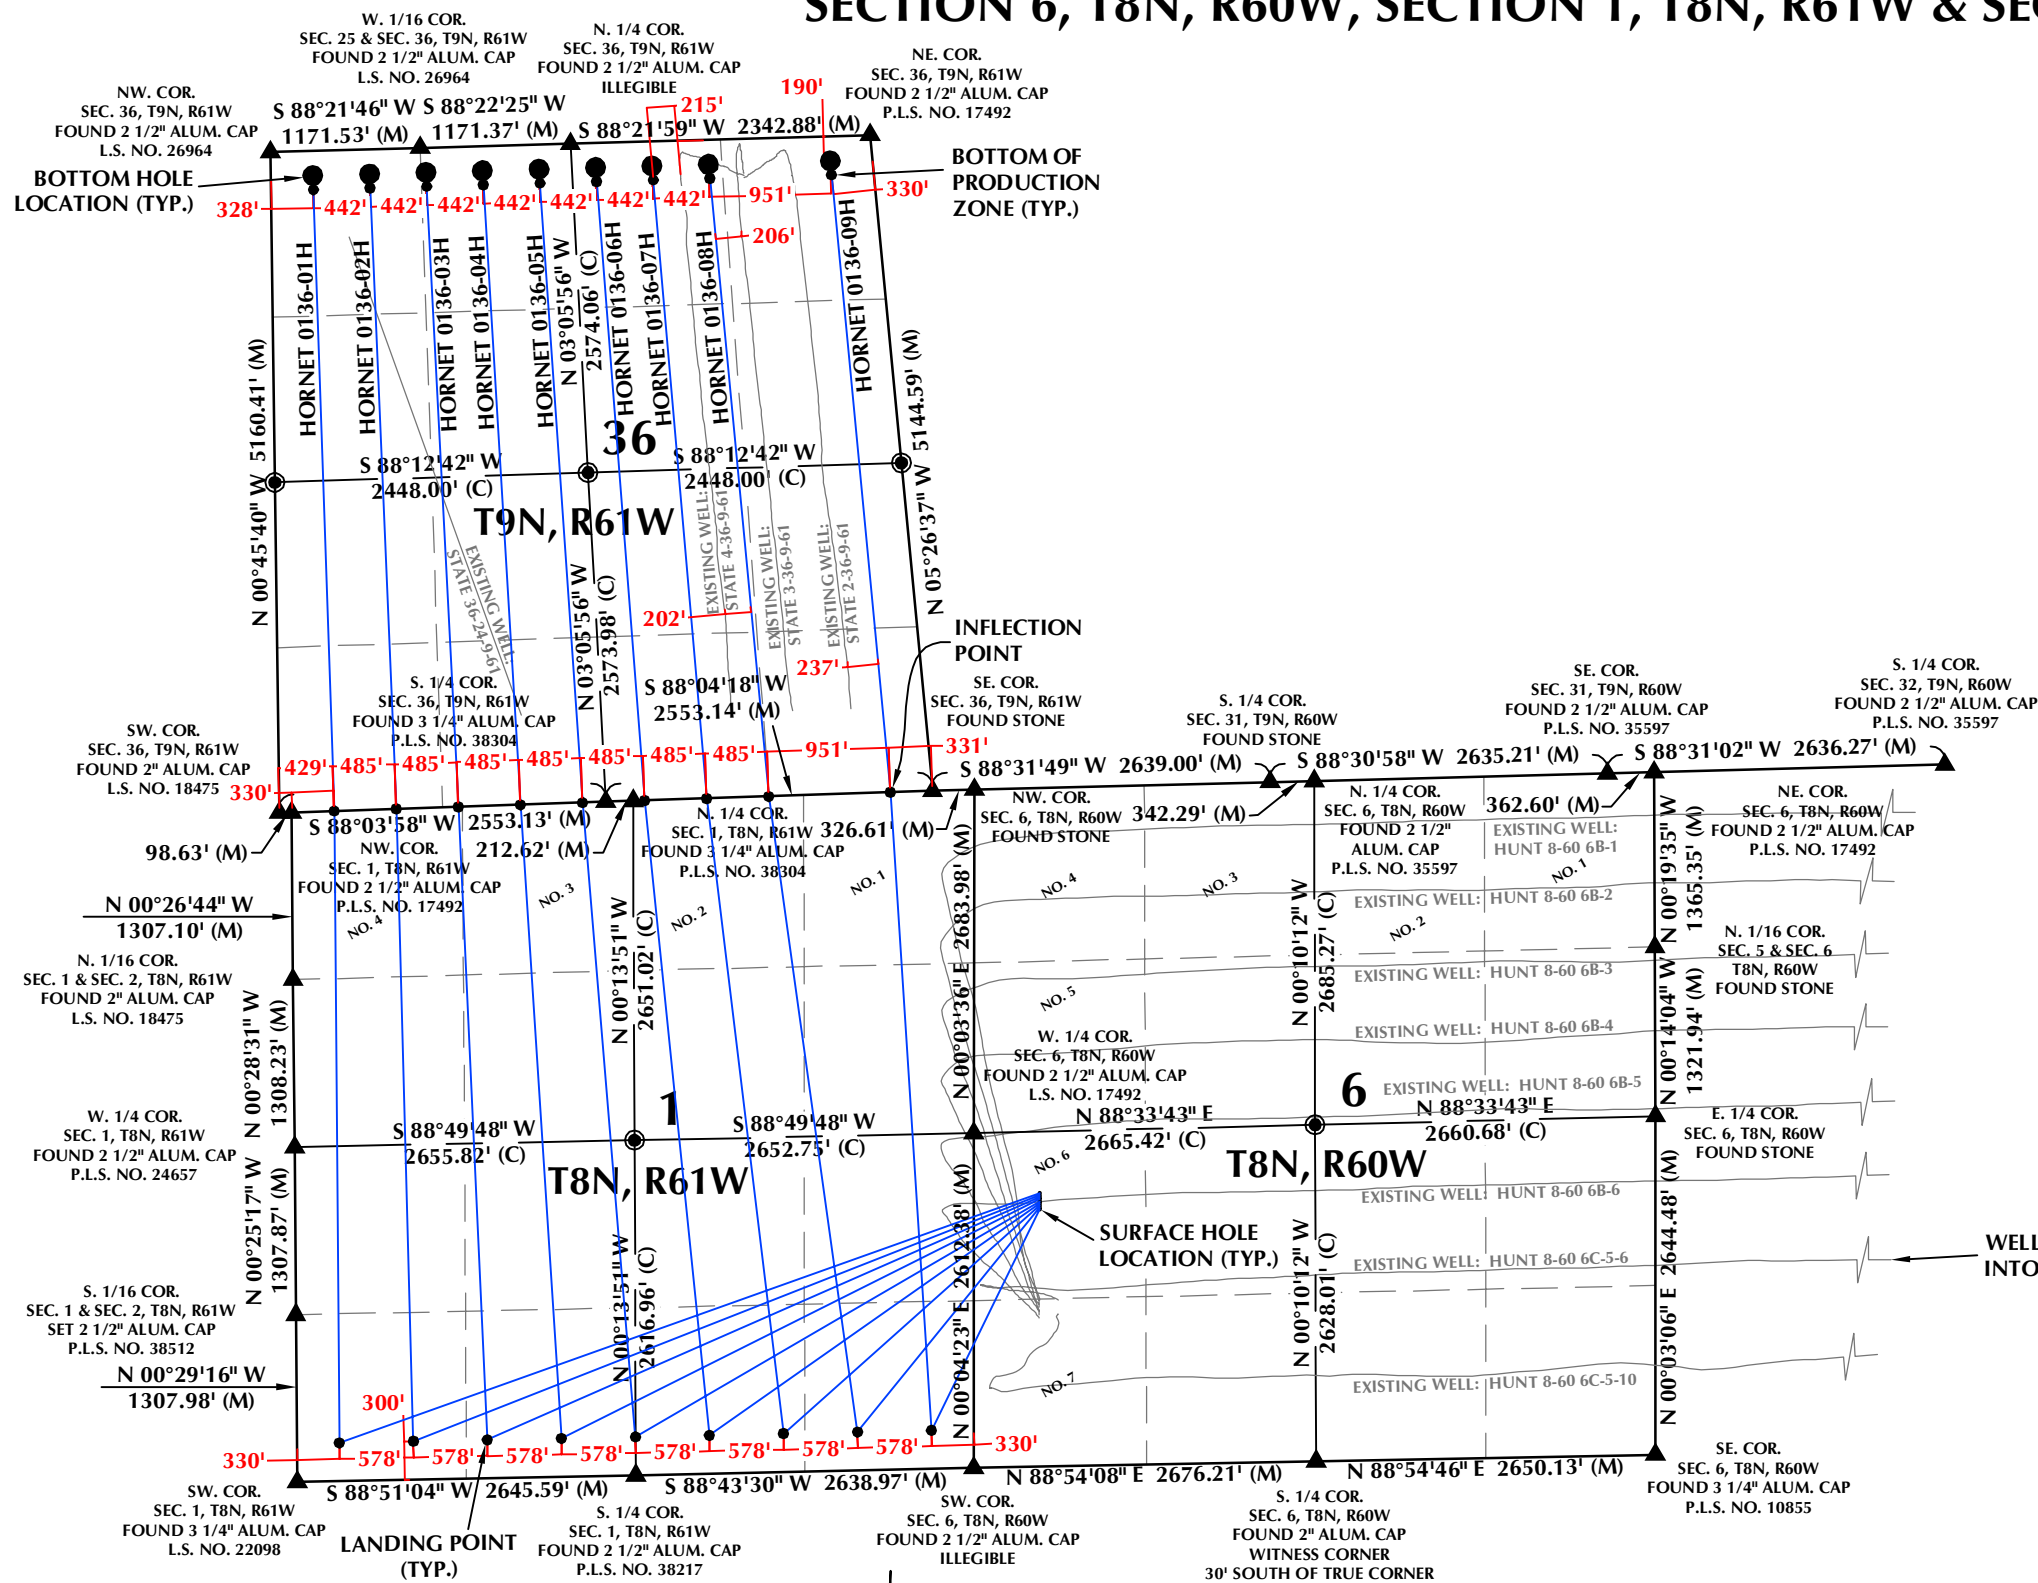 SECTION 6, T8N, R60W, SECTION 1, T8N, R61W & SEC
W. 1/16 COR.
SEC. 25 & SEC. 36, T9N, R61W
FOUND 2 1/2" ALUM. CAP
L.S. NO. 26964
N. 1/4 COR.
SEC. 36, T9N, R61W
FOUND 2 1/2" ALUM. CAP
ILLEGIBLE
NE. COR.
SEC. 36, T9N, R61W
FOUND 2 1/2" ALUM. CAP
P.L.S. NO. 17492
NW. COR.
SEC. 36, T9N, R61W
FOUND 2 1/2" ALUM. CAP
L.S. NO. 26964
S 88°21'46" W
1171.53' (M)
S 88°22'25" W
1171.37' (M)
S 88°21'59" W 2342.88' (M)
215'
190'
BOTTOM HOLE
LOCATION (TYP.)
BOTTOM OF
PRODUCTION
ZONE (TYP.)
328'
442'
442'
442'
442'
442'
442'
442'
951'
330'
206'
HORNET 0136-01H
HORNET 0136-02H
HORNET 0136-03H
HORNET 0136-04H
HORNET 0136-05H
HORNET 0136-06H
HORNET 0136-07H
HORNET 0136-08H
HORNET 0136-09H
N 03°05'56" W
2574.06' (C)
N 00°45'40" W 5160.41' (M)
N 05°26'37" W 5144.59' (M)
36
S 88°12'42" W
2448.00' (C)
S 88°12'42" W
2448.00' (C)
T9N, R61W
EXISTING WELL:
STATE 36-24-9-61
EXISTING WELL:
STATE 4-36-9-61
EXISTING WELL:
STATE 3-36-9-61
EXISTING WELL:
STATE 2-36-9-61
N 03°05'56" W
2573.98' (C)
202'
237'
INFLECTION
POINT
S 88°04'18" W
2553.14' (M)
S. 1/4 COR.
SEC. 36, T9N, R61W
FOUND 3 1/4" ALUM. CAP
P.L.S. NO. 38304
SE. COR.
SEC. 36, T9N, R61W
FOUND STONE
S. 1/4 COR.
SEC. 31, T9N, R60W
FOUND STONE
SE. COR.
SEC. 31, T9N, R60W
FOUND 2 1/2" ALUM. CAP
P.L.S. NO. 35597
S. 1/4 COR.
SEC. 32, T9N, R60W
FOUND 2 1/2" ALUM. CAP
P.L.S. NO. 35597
SW. COR.
SEC. 36, T9N, R61W
FOUND 2" ALUM. CAP
L.S. NO. 18475
330'
429'
485'
485'
485'
485'
485'
485'
485'
951'
331'
S 88°31'49" W 2639.00' (M)
S 88°30'58" W 2635.21' (M)
S 88°31'02" W 2636.27' (M)
98.63' (M)
S 88°03'58" W 2553.13' (M)
212.62' (M)
326.61' (M)
342.29' (M)
362.60' (M)
NW. COR.
SEC. 1, T8N, R61W
FOUND 2 1/2" ALUM. CAP
P.L.S. NO. 17492
N. 1/4 COR.
SEC. 1, T8N, R61W
FOUND 3 1/4" ALUM. CAP
P.L.S. NO. 38304
NW. COR.
SEC. 6, T8N, R60W
FOUND STONE
N. 1/4 COR.
SEC. 6, T8N, R60W
FOUND 2 1/2"
ALUM. CAP
P.L.S. NO. 35597
NE. COR.
SEC. 6, T8N, R60W
FOUND 2 1/2" ALUM. CAP
P.L.S. NO. 17492
EXISTING WELL:
HUNT 8-60 6B-1
EXISTING WELL: HUNT 8-60 6B-2
EXISTING WELL: HUNT 8-60 6B-3
EXISTING WELL: HUNT 8-60 6B-4
EXISTING WELL: HUNT 8-60 6B-5
EXISTING WELL: HUNT 8-60 6B-6
EXISTING WELL: HUNT 8-60 6C-5-6
EXISTING WELL: HUNT 8-60 6C-5-10
NO. 4
NO. 3
NO. 2
NO. 1
NO. 4
NO. 3
NO. 2
NO. 1
NO. 5
NO. 6
NO. 7
N 00°26'44" W
1307.10' (M)
N. 1/16 COR.
SEC. 1 & SEC. 2, T8N, R61W
FOUND 2" ALUM. CAP
L.S. NO. 18475
N 00°28'31" W
1308.23' (M)
W. 1/4 COR.
SEC. 1, T8N, R61W
FOUND 2 1/2" ALUM. CAP
P.L.S. NO. 24657
N 00°25'17" W
1307.87' (M)
S. 1/16 COR.
SEC. 1 & SEC. 2, T8N, R61W
SET 2 1/2" ALUM. CAP
P.L.S. NO. 38512
N 00°29'16" W
1307.98' (M)
N 00°13'51" W
2651.02' (C)
N 00°03'36" E 2683.98' (M)
N 00°10'12" W
2685.27' (C)
N 00°19'35" W
1365.35' (M)
N. 1/16 COR.
SEC. 5 & SEC. 6
T8N, R60W
FOUND STONE
N 00°14'04" W
1321.94' (M)
W. 1/4 COR.
SEC. 6, T8N, R60W
FOUND 2 1/2" ALUM. CAP
L.S. NO. 17492
1
6
S 88°49'48" W
2655.82' (C)
S 88°49'48" W
2652.75' (C)
N 88°33'43" E
2665.42' (C)
N 88°33'43" E
2660.68' (C)
E. 1/4 COR.
SEC. 6, T8N, R60W
FOUND STONE
T8N, R61W
T8N, R60W
SURFACE HOLE
LOCATION (TYP.)
WELL
INTO
N 00°13'51" W
2616.96' (C)
N 00°04'23" E 2612.38' (M)
N 00°10'12" W
2628.01' (C)
N 00°03'06" E 2644.48' (M)
300'
330'
578'
578'
578'
578'
578'
578'
578'
578'
330'
S 88°51'04" W 2645.59' (M)
S 88°43'30" W 2638.97' (M)
N 88°54'08" E 2676.21' (M)
N 88°54'46" E 2650.13' (M)
SW. COR.
SEC. 1, T8N, R61W
FOUND 3 1/4" ALUM. CAP
L.S. NO. 22098
LANDING POINT
(TYP.)
S. 1/4 COR.
SEC. 1, T8N, R61W
FOUND 2 1/2" ALUM. CAP
P.L.S. NO. 38217
SW. COR.
SEC. 6, T8N, R60W
FOUND 2 1/2" ALUM. CAP
ILLEGIBLE
S. 1/4 COR.
SEC. 6, T8N, R60W
FOUND 2" ALUM. CAP
WITNESS CORNER
30' SOUTH OF TRUE CORNER
SE. COR.
SEC. 6, T8N, R60W
FOUND 3 1/4" ALUM. CAP
P.L.S. NO. 10855